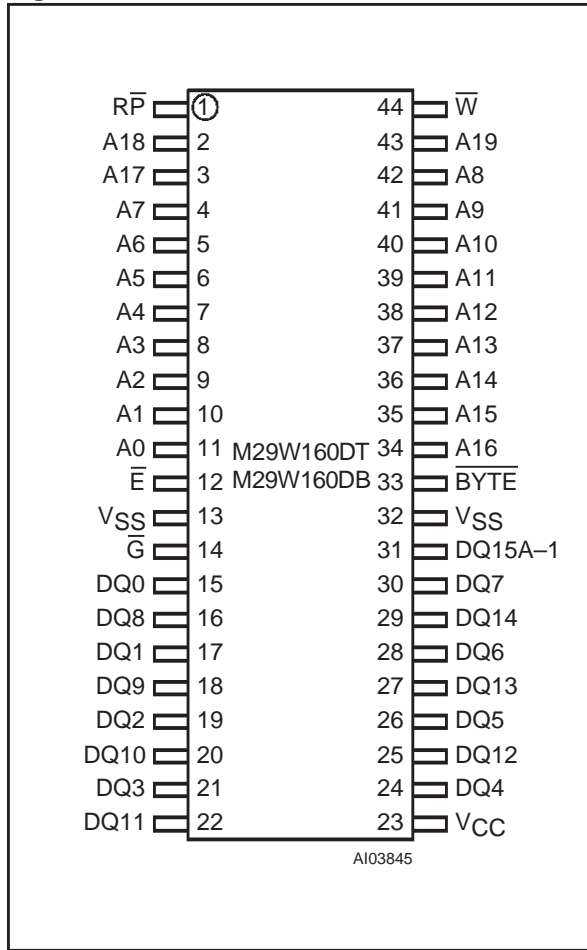 RP̅ 1 44 W̅
A18 2 43 A19
A17 3 42 A8
A7 4 41 A9
A6 5 40 A10
A5 6 39 A11
A4 7 38 A12
A3 8 37 A13
A2 9 36 A14
A1 10 35 A15
A0 11 M29W160DT 34 A16
E̅ 12 M29W160DB 33 B̅Y̅T̅E̅
VSS 13 32 VSS
G̅ 14 31 DQ15A–1
DQ0 15 30 DQ7
DQ8 16 29 DQ14
DQ1 17 28 DQ6
DQ9 18 27 DQ13
DQ2 19 26 DQ5
DQ10 20 25 DQ12
DQ3 21 24 DQ4
DQ11 22 23 VCC
AI03845